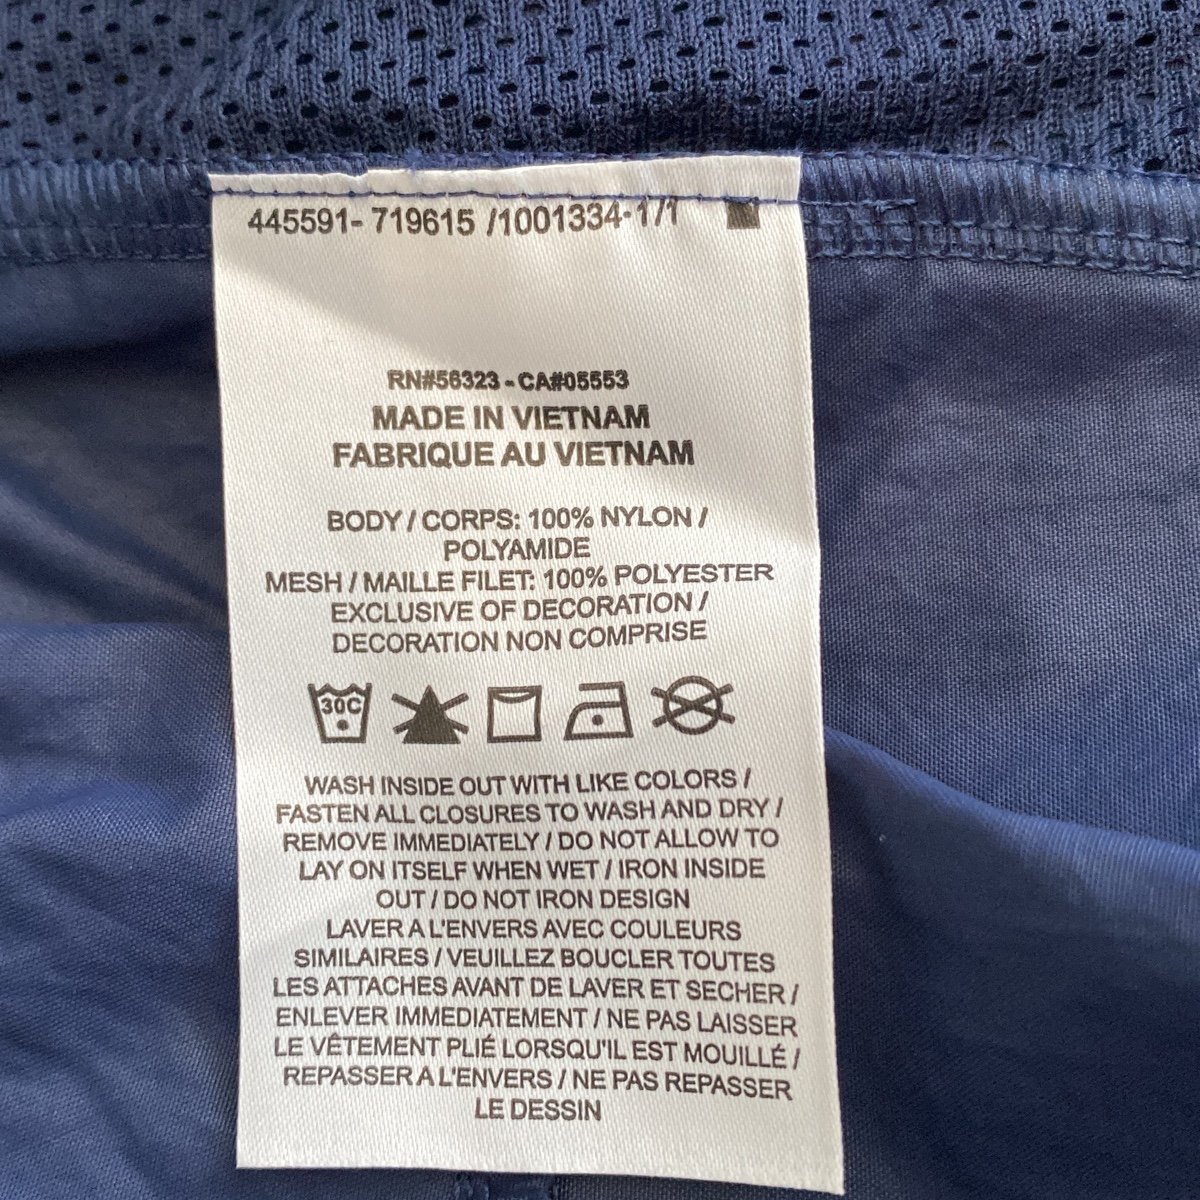 445591- 719615 /1001334-1/1
RN#56323 - CA#05553
MADE IN VIETNAM
FABRIQUE AU VIETNAM
BODY / CORPS: 100% NYLON /
POLYAMIDE
MESH / MAILLE FILET: 100% POLYESTER
EXCLUSIVE OF DECORATION /
DECORATION NON COMPRISE
30C
WASH INSIDE OUT WITH LIKE COLORS /
FASTEN ALL CLOSURES TO WASH AND DRY /
REMOVE IMMEDIATELY / DO NOT ALLOW TO
LAY ON ITSELF WHEN WET / IRON INSIDE
OUT / DO NOT IRON DESIGN
LAVER A L'ENVERS AVEC COULEURS
SIMILAIRES / VEUILLEZ BOUCLER TOUTES
LES ATTACHES AVANT DE LAVER ET SECHER /
ENLEVER IMMEDIATEMENT / NE PAS LAISSER
LE VÊTEMENT PLIÉ LORSQU'IL EST MOUILLÉ /
REPASSER A L'ENVERS / NE PAS REPASSER
LE DESSIN